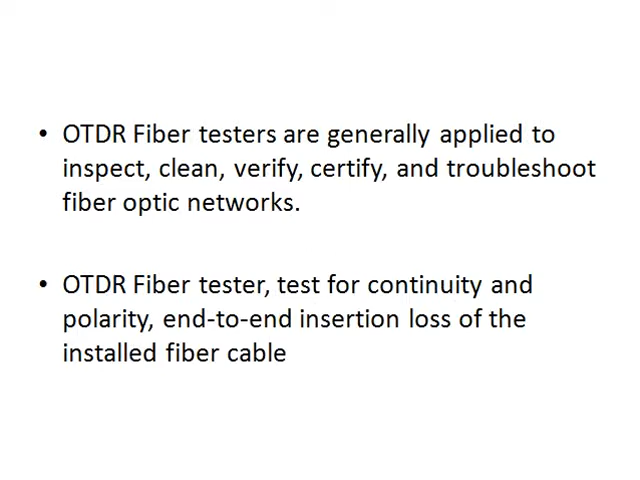 • OTDR Fiber testers are generally applied to
inspect, clean, verify, certify, and troubleshoot
fiber optic networks.
• OTDR Fiber tester, test for continuity and
polarity, end-to-end insertion loss of the
installed fiber cable